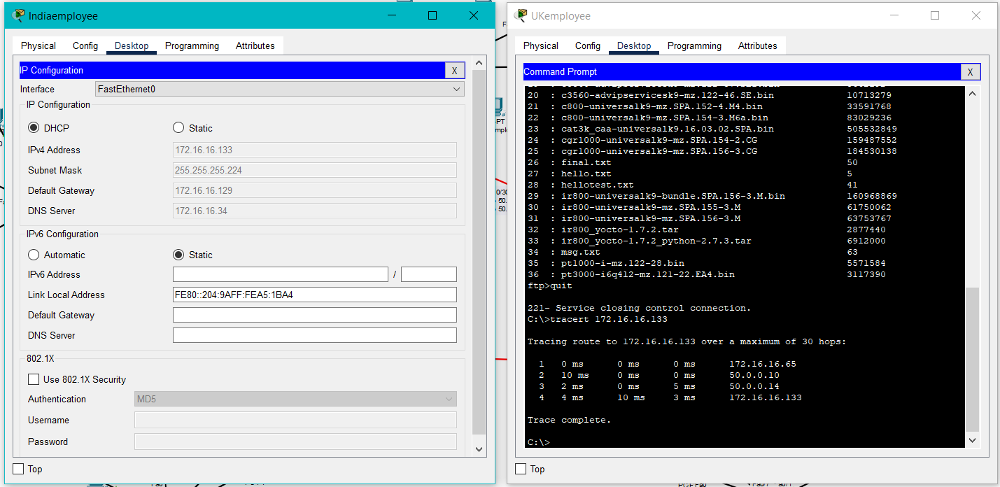 Indiaemployee
Physical Config Desktop Programming Attributes
IP Configuration X
Interface FastEthernet0
IP Configuration
DHCP Static
IPv4 Address 172.16.16.133
Subnet Mask 255.255.255.224
Default Gateway 172.16.16.129
DNS Server 172.16.16.34
IPv6 Configuration
Automatic Static
IPv6 Address /
Link Local Address FE80::204:9AFF:FEA5:1BA4
Default Gateway
DNS Server
802.1X
Use 802.1X Security
Authentication MD5
Username
Password
Top
UKemployee
Physical Config Desktop Programming Attributes
Command Prompt X
20 : c3560-advipservicesk9-mz.122-46.SE.bin 10713279
21 : c800-universalk9-mz.SPA.152-4.M4.bin 33591768
22 : c800-universalk9-mz.SPA.154-3.M6a.bin 83029236
23 : cat3k_caa-universalk9.16.03.02.SPA.bin 505532849
24 : cgr1000-universalk9-mz.SPA.154-2.CG 159487552
25 : cgr1000-universalk9-mz.SPA.156-3.CG 184530138
26 : final.txt 50
27 : hello.txt 5
28 : hellotest.txt 41
29 : ir800-universalk9-bundle.SPA.156-3.M.bin 160968869
30 : ir800-universalk9-mz.SPA.155-3.M 61750062
31 : ir800-universalk9-mz.SPA.156-3.M 63753767
32 : ir800_yocto-1.7.2.tar 2877440
33 : ir800_yocto-1.7.2_python-2.7.3.tar 6912000
34 : msg.txt 63
35 : pt1000-i-mz.122-28.bin 5571584
36 : pt3000-i6q4l2-mz.121-22.EA4.bin 3117390
ftp>quit
221- Service closing control connection.
C:\>tracert 172.16.16.133
Tracing route to 172.16.16.133 over a maximum of 30 hops:
1 0 ms 0 ms 0 ms 172.16.16.65
2 10 ms 0 ms 0 ms 50.0.0.10
3 2 ms 0 ms 5 ms 50.0.0.14
4 4 ms 10 ms 3 ms 172.16.16.133
Trace complete.
C:\>
Top